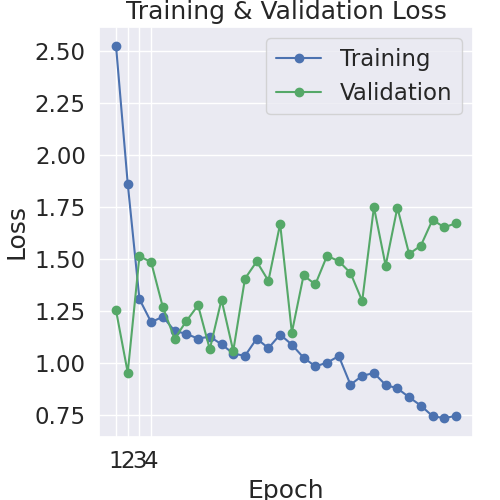 Training & Validation Loss
Training
Validation
2.50
2.25
2.00
1.75
1.50
1.25
1.00
0.75
Loss
1234
Epoch